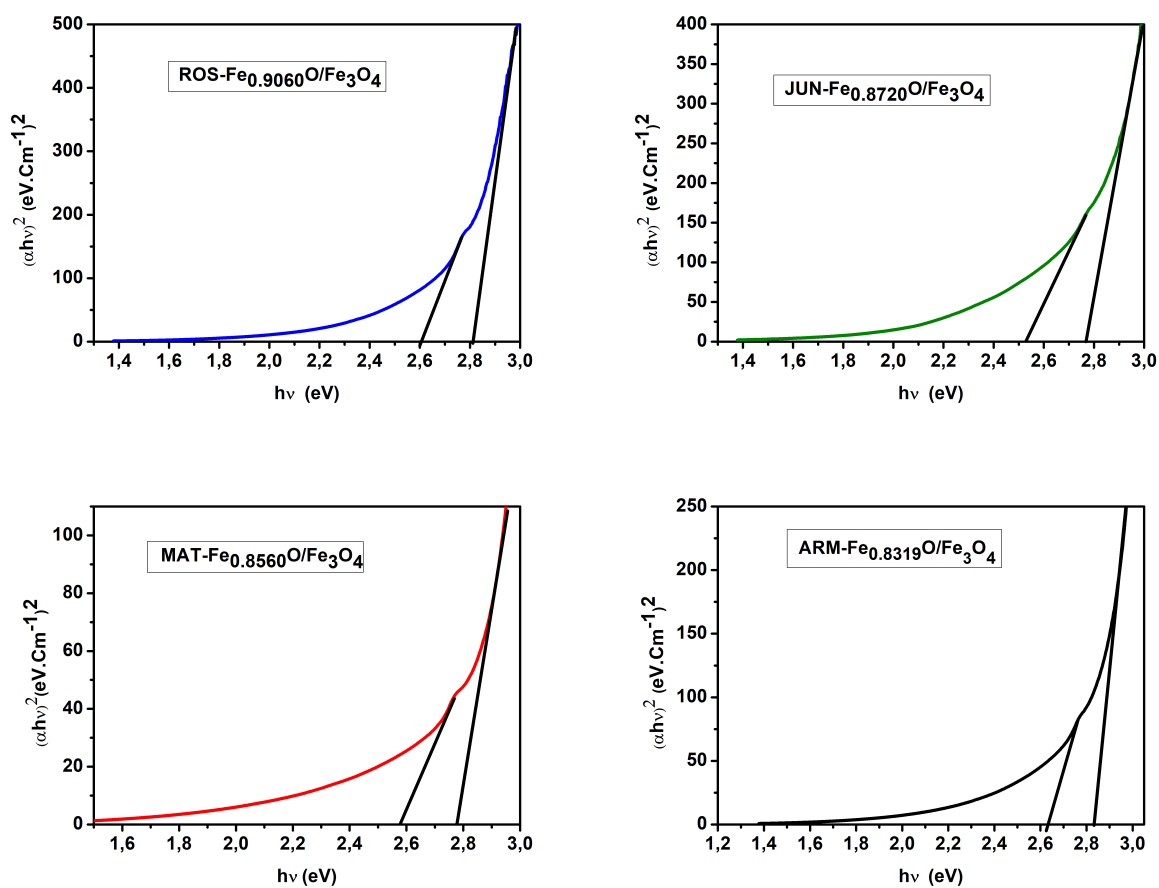 500
400
300
200
100
0
(αhν)² (eV.Cm⁻¹)²
ROS-Fe0.9060O/Fe3O4
1,4 1,6 1,8 2,0 2,2 2,4 2,6 2,8 3,0
hν (eV)
400
350
300
250
200
150
100
50
0
(αhν)² (eV.Cm⁻¹)²
JUN-Fe0.8720O/Fe3O4
1,4 1,6 1,8 2,0 2,2 2,4 2,6 2,8 3,0
hν (eV)
100
80
60
40
20
0
(αhν)²(eV.Cm⁻¹)²
MAT-Fe0.8560O/Fe3O4
1,6 1,8 2,0 2,2 2,4 2,6 2,8 3,0
hν (eV)
250
200
150
100
50
0
(αhν)² (eV.Cm⁻¹)²
ARM-Fe0.8319O/Fe3O4
1,2 1,4 1,6 1,8 2,0 2,2 2,4 2,6 2,8 3,0
hν (eV)